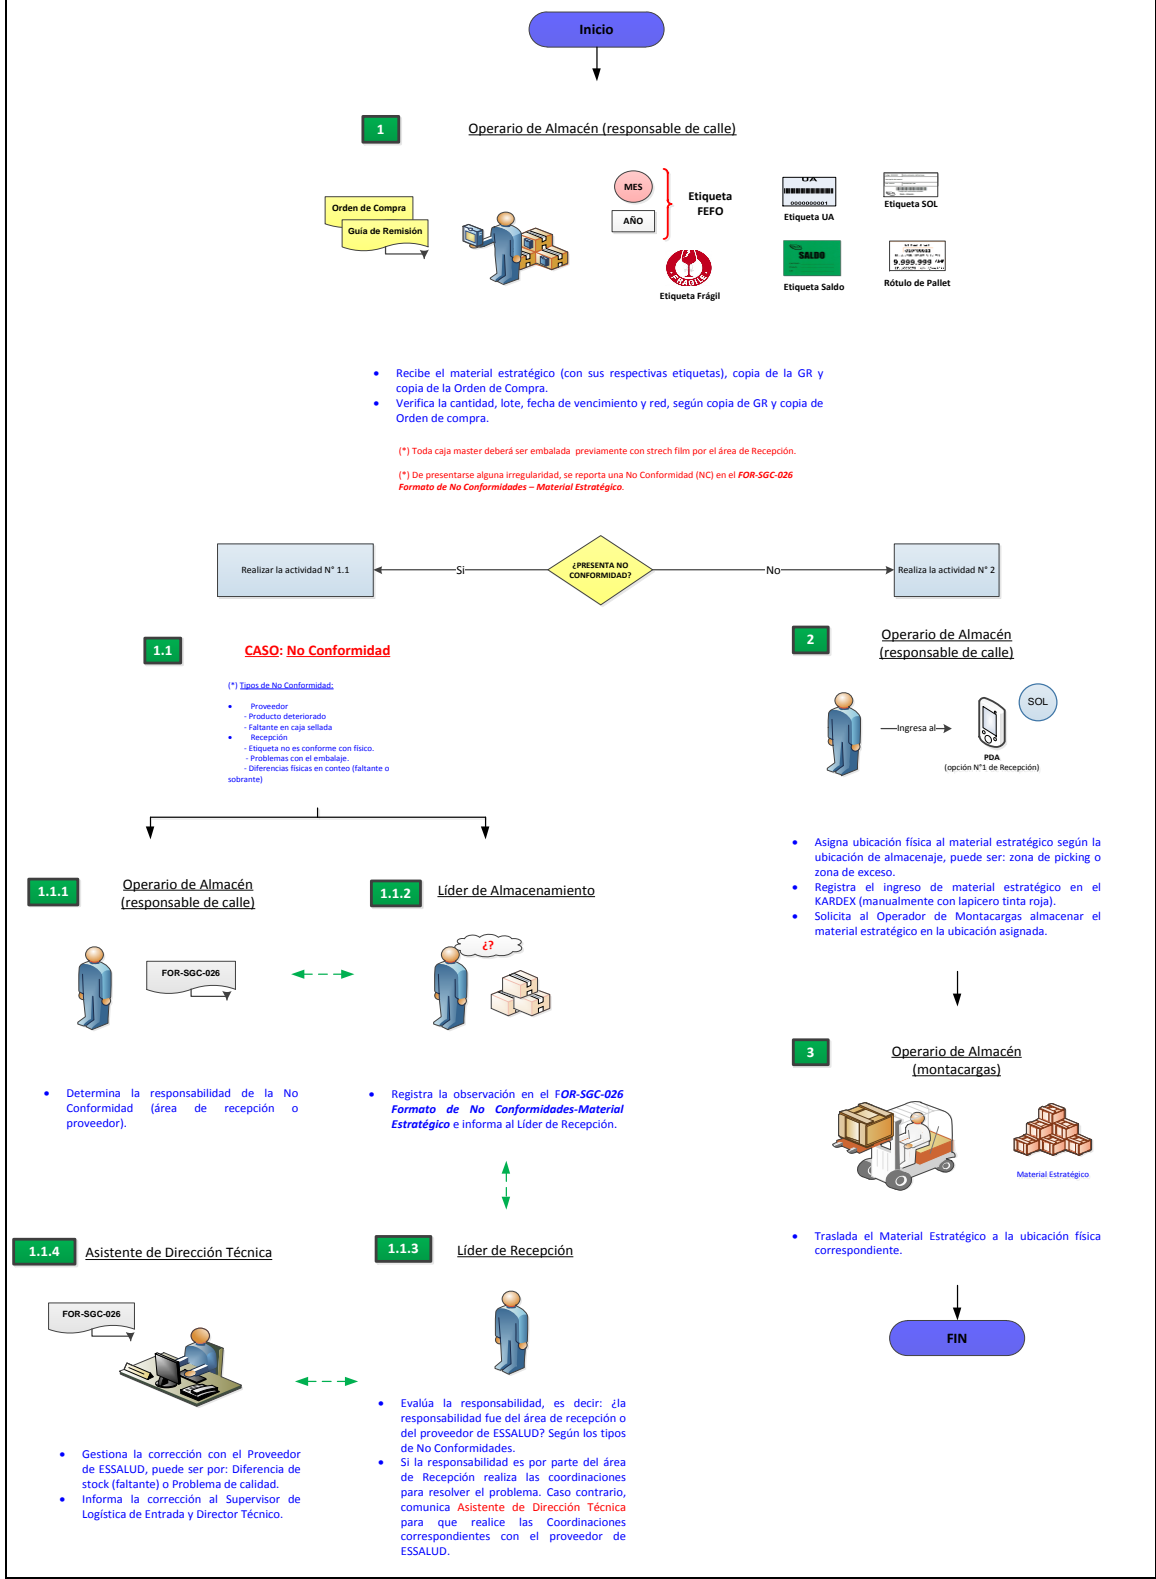 Inicio
1
Operario de Almacén (responsable de calle)
Orden de Compra
Guía de Remisión
MES
AÑO
Etiqueta
FEFO
UA
0000000001
Etiqueta UA
Etiqueta SOL
FRAGILE
Etiqueta Frágil
SALDO
Etiqueta Saldo
9.999.999
Rótulo de Pallet
• Recibe el material estratégico (con sus respectivas etiquetas), copia de la GR y
copia de la Orden de Compra.
• Verifica la cantidad, lote, fecha de vencimiento y red, según copia de GR y copia de
Orden de compra.
(*) Toda caja master deberá ser embalada previamente con strech film por el área de Recepción.
(*) De presentarse alguna irregularidad, se reporta una No Conformidad (NC) en el FOR-SGC-026
Formato de No Conformidades – Material Estratégico.
Realizar la actividad N° 1.1
Si
¿PRESENTA NO
CONFORMIDAD?
No
Realiza la actividad N° 2
1.1
CASO: No Conformidad
(*) Tipos de No Conformidad:
• Proveedor
- Producto deteriorado
- Faltante en caja sellada
• Recepción
- Etiqueta no es conforme con físico.
- Problemas con el embalaje.
- Diferencias físicas en conteo (faltante o
sobrante)
2
Operario de Almacén
(responsable de calle)
Ingresa al
SOL
PDA
(opción N°1 de Recepción)
• Asigna ubicación física al material estratégico según la
ubicación de almacenaje, puede ser: zona de picking o
zona de exceso.
• Registra el ingreso de material estratégico en el
KARDEX (manualmente con lapicero tinta roja).
• Solicita al Operador de Montacargas almacenar el
material estratégico en la ubicación asignada.
1.1.1
Operario de Almacén
(responsable de calle)
FOR-SGC-026
• Determina la responsabilidad de la No
Conformidad (área de recepción o
proveedor).
1.1.2
Líder de Almacenamiento
¿?
• Registra la observación en el FOR-SGC-026
Formato de No Conformidades-Material
Estratégico e informa al Líder de Recepción.
3
Operario de Almacén
(montacargas)
Material Estratégico
• Traslada el Material Estratégico a la ubicación física
correspondiente.
FIN
1.1.4
Asistente de Dirección Técnica
FOR-SGC-026
• Gestiona la corrección con el Proveedor
de ESSALUD, puede ser por: Diferencia de
stock (faltante) o Problema de calidad.
• Informa la corrección al Supervisor de
Logística de Entrada y Director Técnico.
1.1.3
Líder de Recepción
• Evalúa la responsabilidad, es decir: ¿la
responsabilidad fue del área de recepción o
del proveedor de ESSALUD? Según los tipos
de No Conformidades.
• Si la responsabilidad es por parte del área
de Recepción realiza las coordinaciones
para resolver el problema. Caso contrario,
comunica Asistente de Dirección Técnica
para que realice las Coordinaciones
correspondientes con el proveedor de
ESSALUD.